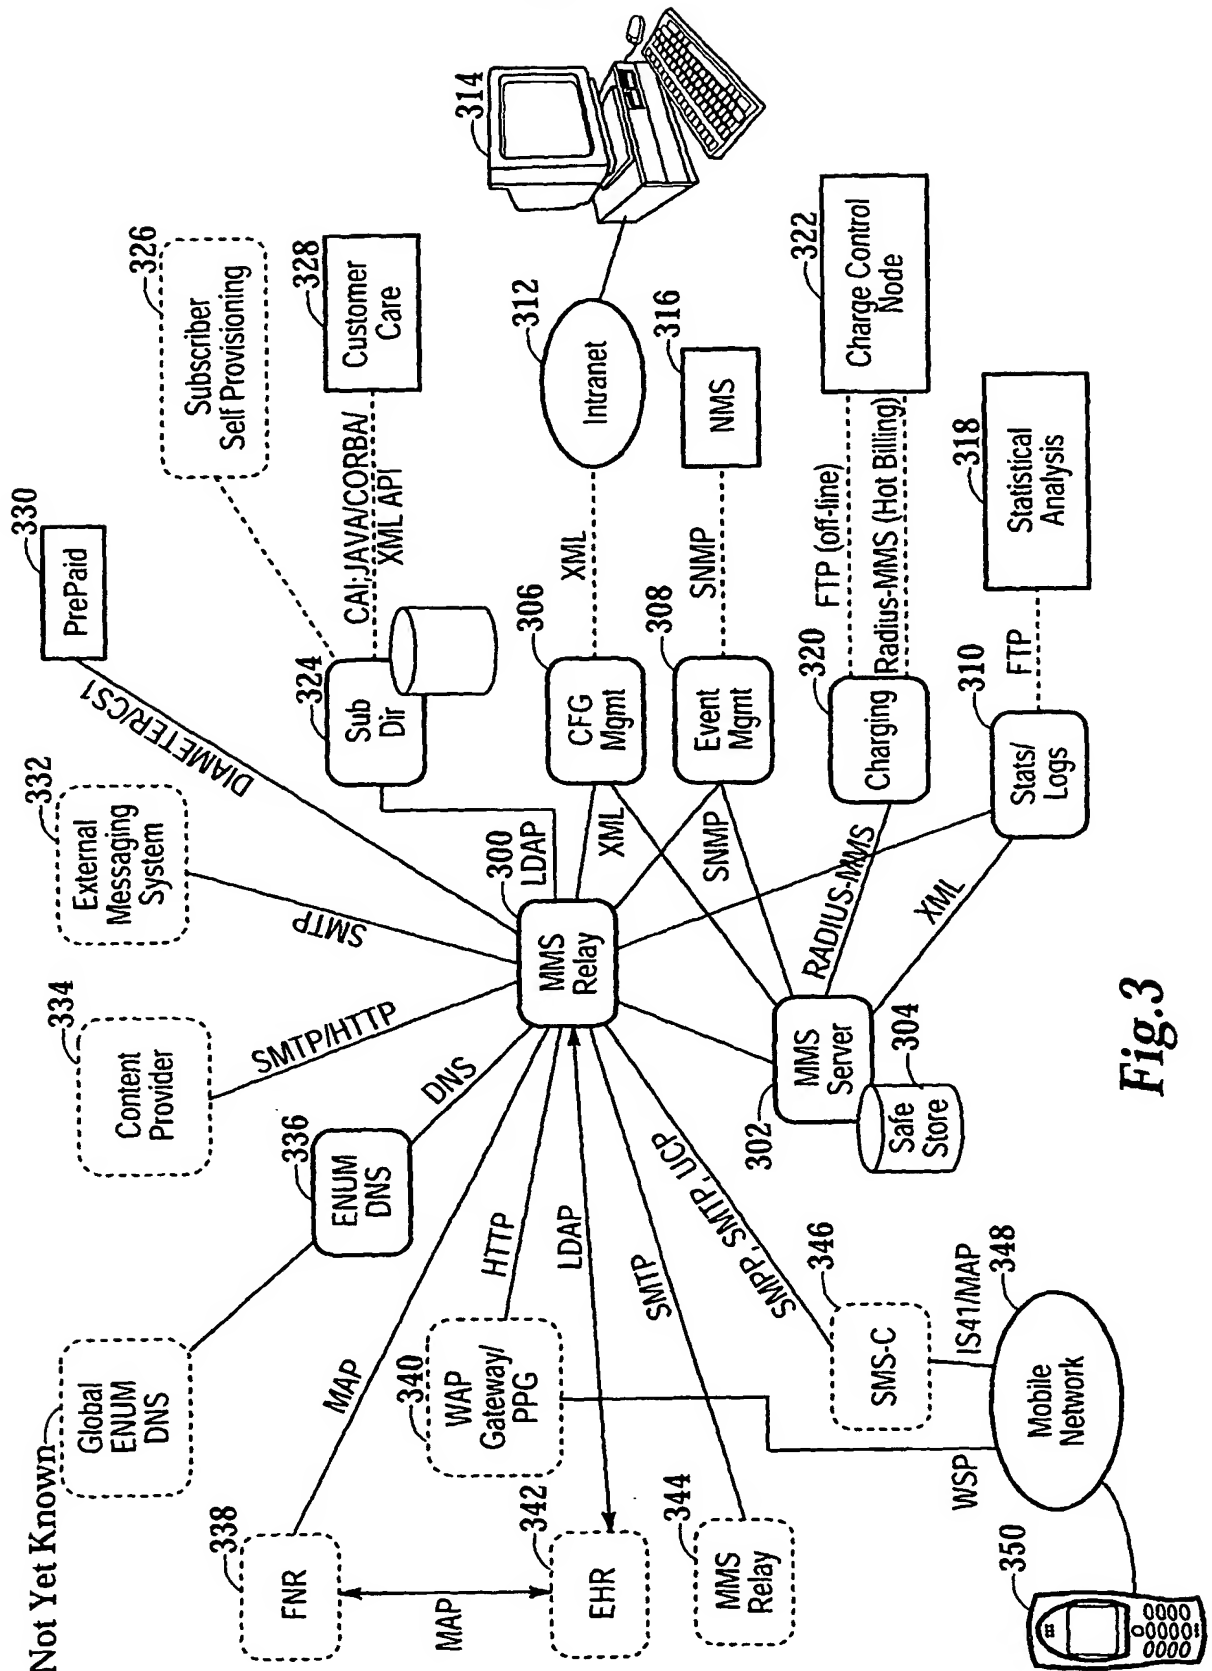 Not Yet Known
Global
ENUM
DNS
334
Content
Provider
332
External
Messaging
System
330
PrePaid
326
Subscriber
Self Provisioning
338
FNR
336
ENUM
DNS
SMTP/HTTP
SMTP
DIAMETER/CS1
324
Sub
Dir
CAI;JAVA/CORBA/
XML API
328
Customer
Care
MAP
DNS
MAP
340
WAP
Gateway/
PPG
HTTP
300
LDAP
314
342
EHR
LDAP
MMS
Relay
306
CFG
Mgmt
XML
312
Intranet
XML
344
MMS
Relay
SMTP
SNMP
308
Event
Mgmt
SNMP
316
NMS
SMPP, SMTP, UCP
302
MMS
Server
304
Safe
Store
RADIUS-MMS
320
Charging
FTP (off-line)
Radius-MMS (Hot Billing)
322
Charge Control
Node
346
SMS-C
XML
310
Stats/
Logs
FTP
318
Statistical
Analysis
WSP
IS41/MAP
348
Mobile
Network
350
Fig.3